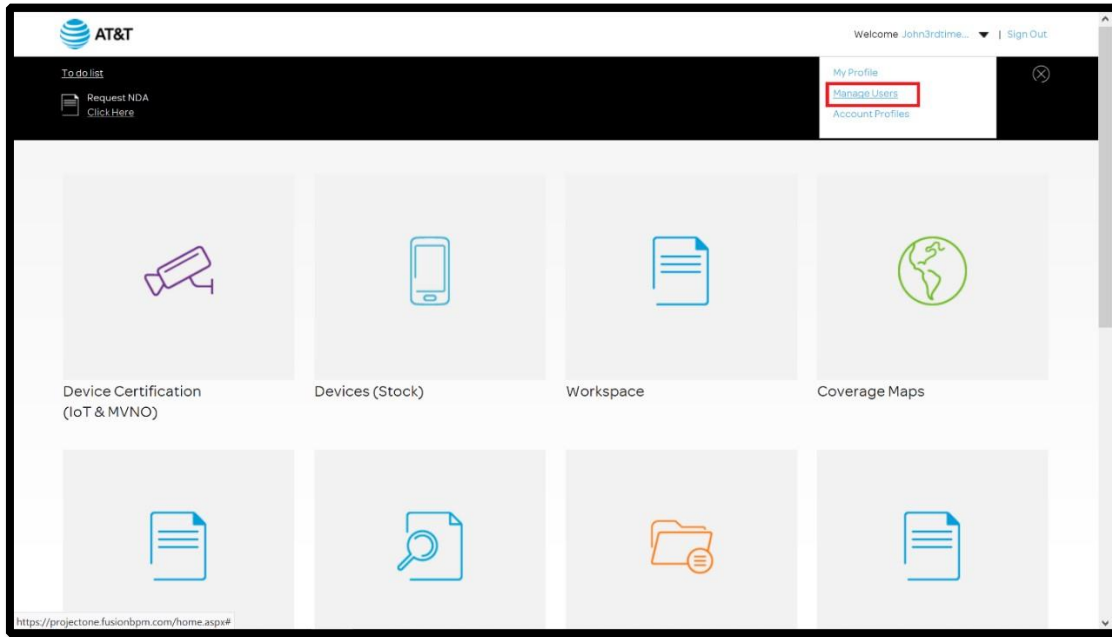 AT&T
Welcome John3rdtime... ▼ | Sign Out
To do list
Request NDA
Click Here
My Profile
Manage Users
Account Profiles
Device Certification
(IoT & MVNO)
Devices (Stock)
Workspace
Coverage Maps
https://projectone.fusionbpm.com/home.aspx#